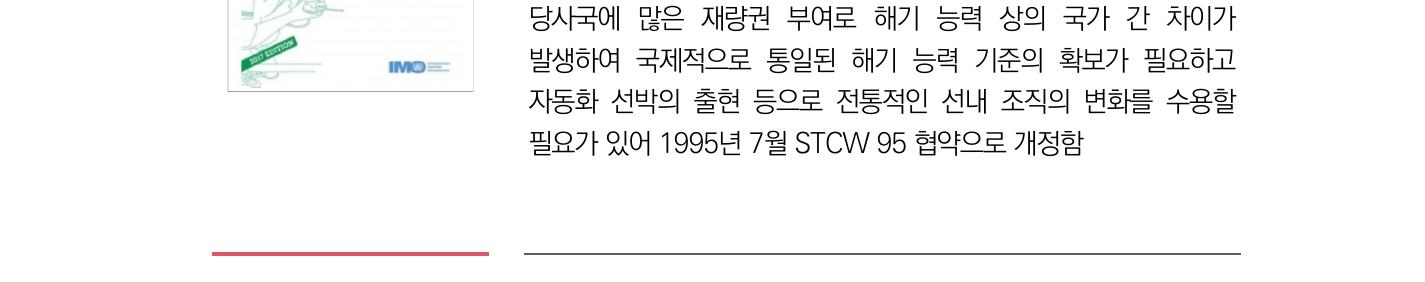 당사국에 많은 재량권 부여로 해기 능력 상의 국가 간 차이가
발생하여 국제적으로 통일된 해기 능력 기준의 확보가 필요하고
자동화 선박의 출현 등으로 전통적인 선내 조직의 변화를 수용할
필요가 있어 1995년 7월 STCW 95 협약으로 개정함
2017 EDITION
IMO